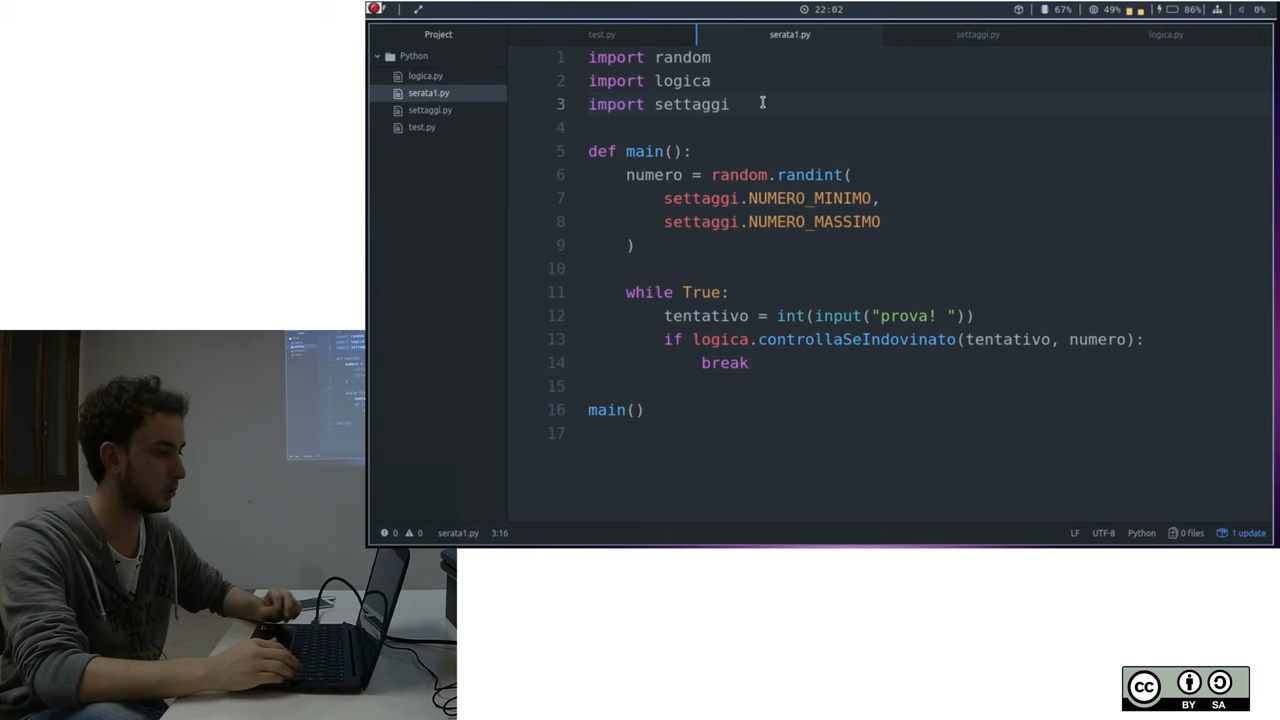 22:02
67%
49%
86%
0%
Project
test.py
serata1.py
settaggi.py
logica.py
Python
logica.py
serata1.py
settaggi.py
test.py
1 import random
2 import logica
3 import settaggi
4
5 def main():
6 numero = random.randint(
7 settaggi.NUMERO_MINIMO,
8 settaggi.NUMERO_MASSIMO
9 )
10
11 while True:
12 tentativo = int(input("prova! "))
13 if logica.controllaSeIndovinato(tentativo, numero):
14 break
15
16 main()
17
0 0 serata1.py 3:16
LF UTF-8 Python 0 files 1 update
cc BY SA